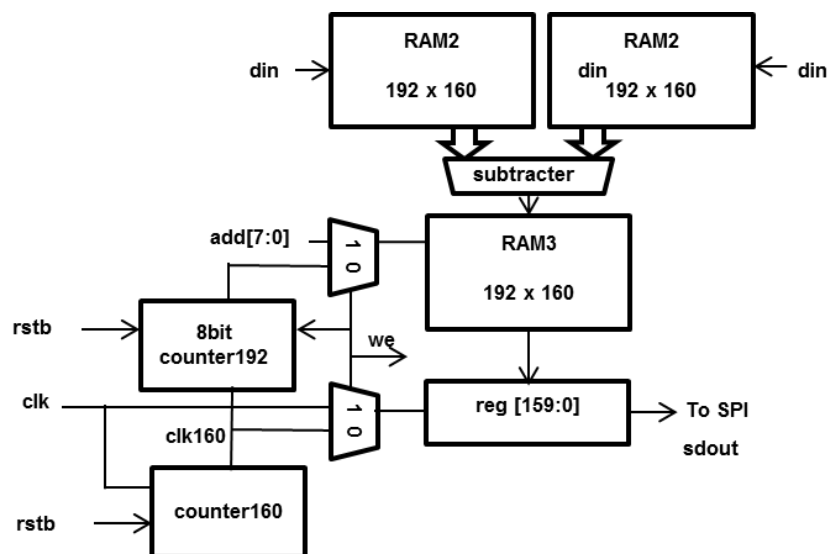 RAM2
RAM2
din
din
din
192 x 160
192 x 160
subtracter
add[7:0]
1
0
RAM3
192 x 160
rstb
8bit
counter192
we
clk
1
0
reg [159:0]
To SPI
sdout
clk160
rstb
counter160